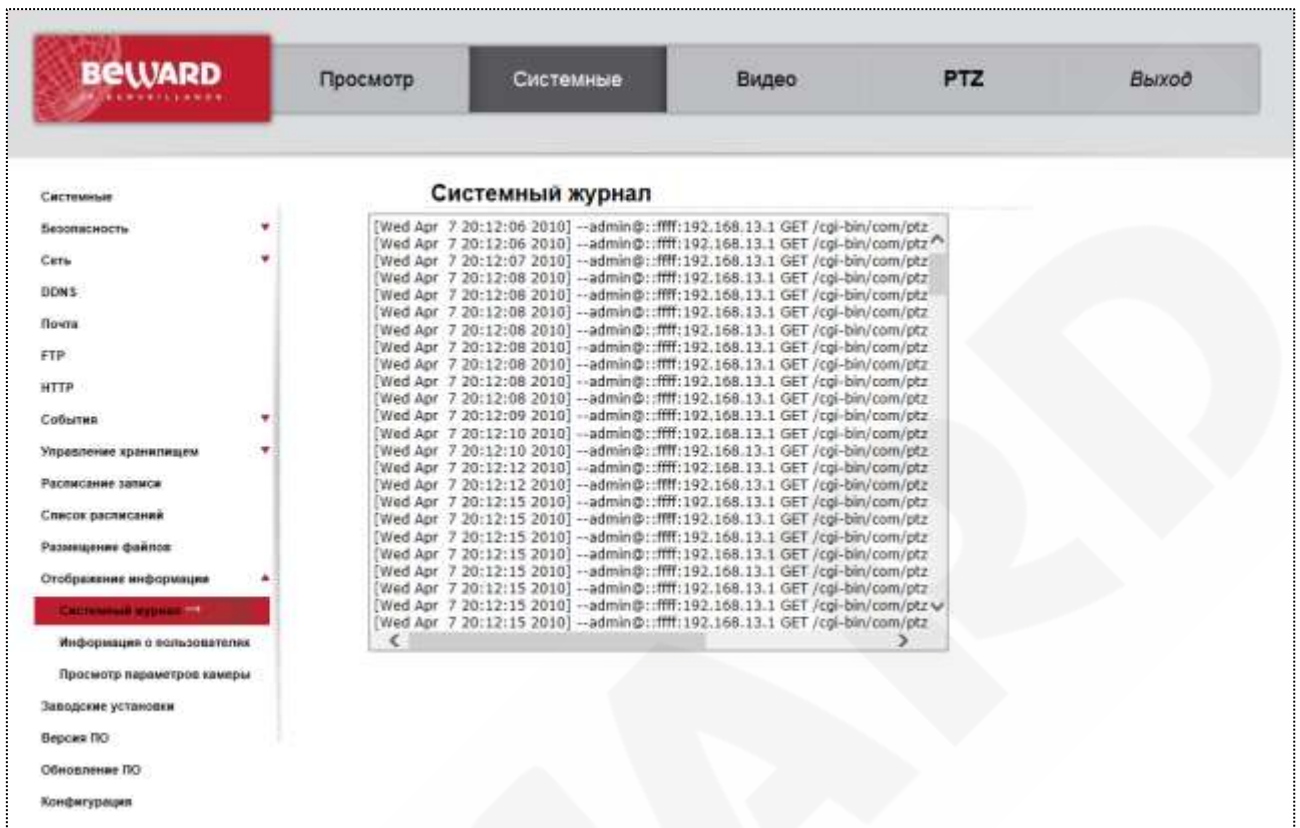 BEWARD
IP SURVEILLANCE
Просмотр
Системные
Видео
PTZ
Выход
Системные
Безопасность
Сеть
DDNS
Почта
FTP
HTTP
События
Управление хранилищем
Расписание записи
Список расписаний
Размещение файлов
Отображение информации
Системный журнал
Информация о пользователях
Просмотр параметров камеры
Заводские установки
Версия ПО
Обновление ПО
Конфигурация
Системный журнал
[Wed Apr 7 20:12:06 2010] --admin@::ffff:192.168.13.1 GET /cgi-bin/com/ptz
[Wed Apr 7 20:12:06 2010] --admin@::ffff:192.168.13.1 GET /cgi-bin/com/ptz
[Wed Apr 7 20:12:07 2010] --admin@::ffff:192.168.13.1 GET /cgi-bin/com/ptz
[Wed Apr 7 20:12:08 2010] --admin@::ffff:192.168.13.1 GET /cgi-bin/com/ptz
[Wed Apr 7 20:12:08 2010] --admin@::ffff:192.168.13.1 GET /cgi-bin/com/ptz
[Wed Apr 7 20:12:08 2010] --admin@::ffff:192.168.13.1 GET /cgi-bin/com/ptz
[Wed Apr 7 20:12:08 2010] --admin@::ffff:192.168.13.1 GET /cgi-bin/com/ptz
[Wed Apr 7 20:12:08 2010] --admin@::ffff:192.168.13.1 GET /cgi-bin/com/ptz
[Wed Apr 7 20:12:08 2010] --admin@::ffff:192.168.13.1 GET /cgi-bin/com/ptz
[Wed Apr 7 20:12:08 2010] --admin@::ffff:192.168.13.1 GET /cgi-bin/com/ptz
[Wed Apr 7 20:12:08 2010] --admin@::ffff:192.168.13.1 GET /cgi-bin/com/ptz
[Wed Apr 7 20:12:09 2010] --admin@::ffff:192.168.13.1 GET /cgi-bin/com/ptz
[Wed Apr 7 20:12:10 2010] --admin@::ffff:192.168.13.1 GET /cgi-bin/com/ptz
[Wed Apr 7 20:12:10 2010] --admin@::ffff:192.168.13.1 GET /cgi-bin/com/ptz
[Wed Apr 7 20:12:12 2010] --admin@::ffff:192.168.13.1 GET /cgi-bin/com/ptz
[Wed Apr 7 20:12:12 2010] --admin@::ffff:192.168.13.1 GET /cgi-bin/com/ptz
[Wed Apr 7 20:12:15 2010] --admin@::ffff:192.168.13.1 GET /cgi-bin/com/ptz
[Wed Apr 7 20:12:15 2010] --admin@::ffff:192.168.13.1 GET /cgi-bin/com/ptz
[Wed Apr 7 20:12:15 2010] --admin@::ffff:192.168.13.1 GET /cgi-bin/com/ptz
[Wed Apr 7 20:12:15 2010] --admin@::ffff:192.168.13.1 GET /cgi-bin/com/ptz
[Wed Apr 7 20:12:15 2010] --admin@::ffff:192.168.13.1 GET /cgi-bin/com/ptz
[Wed Apr 7 20:12:15 2010] --admin@::ffff:192.168.13.1 GET /cgi-bin/com/ptz
[Wed Apr 7 20:12:15 2010] --admin@::ffff:192.168.13.1 GET /cgi-bin/com/ptz
[Wed Apr 7 20:12:15 2010] --admin@::ffff:192.168.13.1 GET /cgi-bin/com/ptz